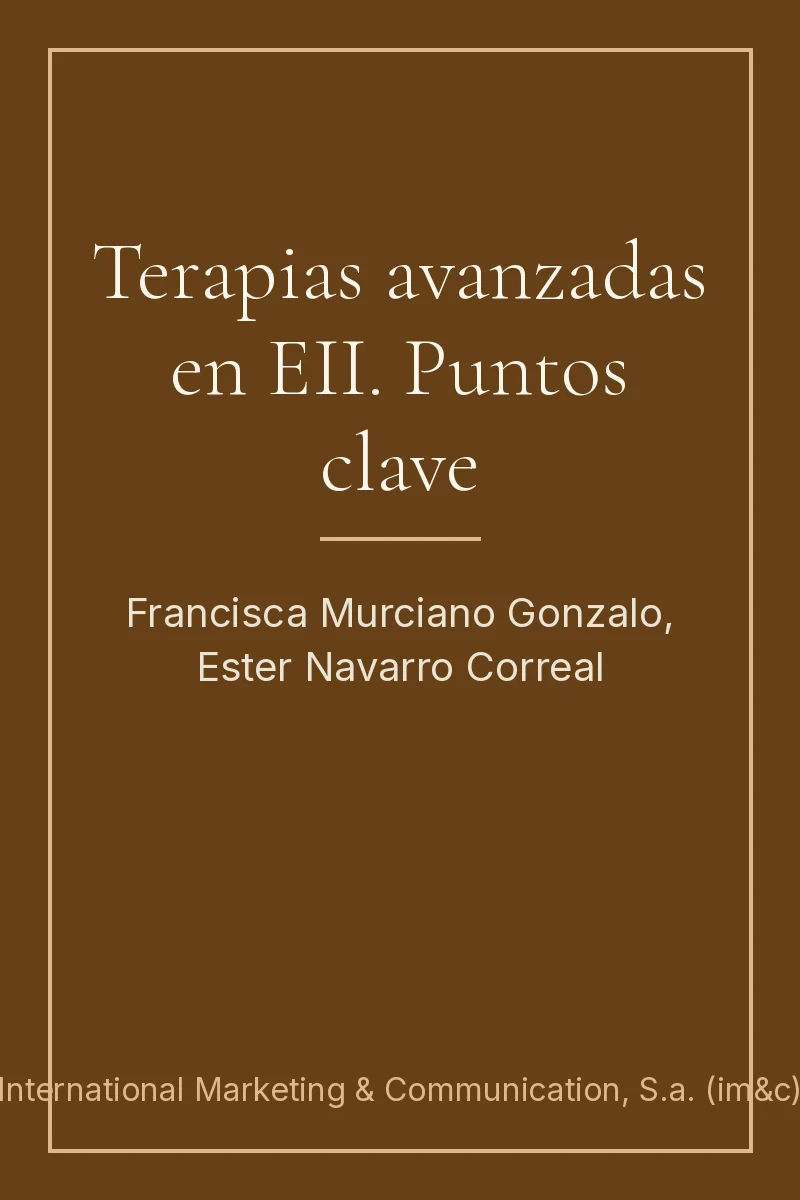 Terapias avanzadas
en EII. Puntos
clave
Francisca Murciano Gonzalo,
Ester Navarro Correal
International Marketing & Communication, S.a. (im&c)